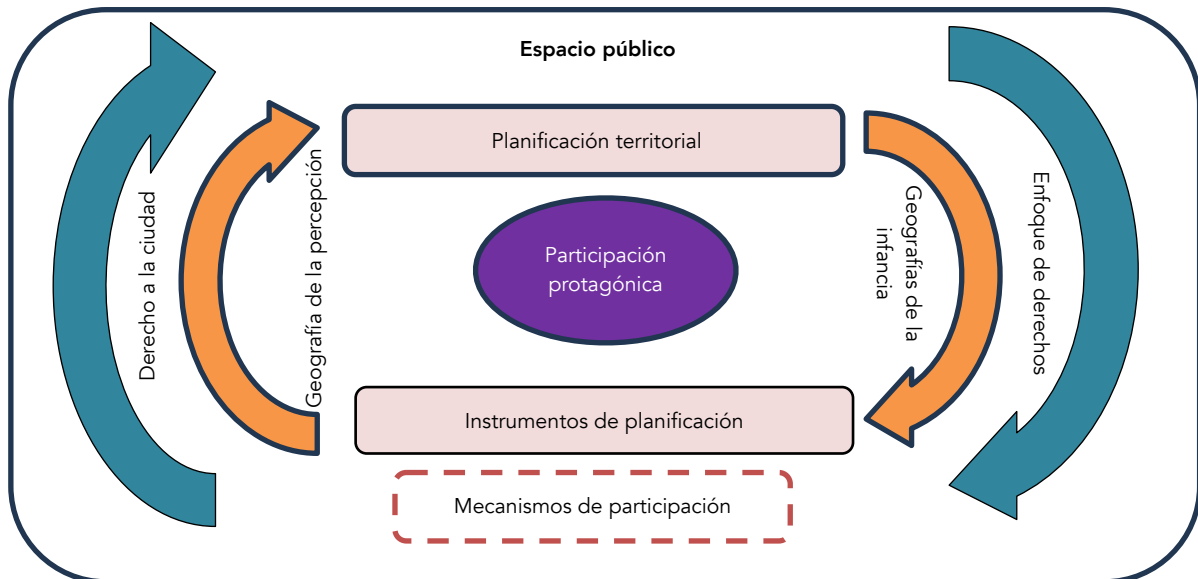 Espacio público
Planificación territorial
Derecho a la ciudad
Geografía de la percepción
Participación
protagónica
Geografías de la
infancia
Enfoque de derechos
Instrumentos de planificación
Mecanismos de participación